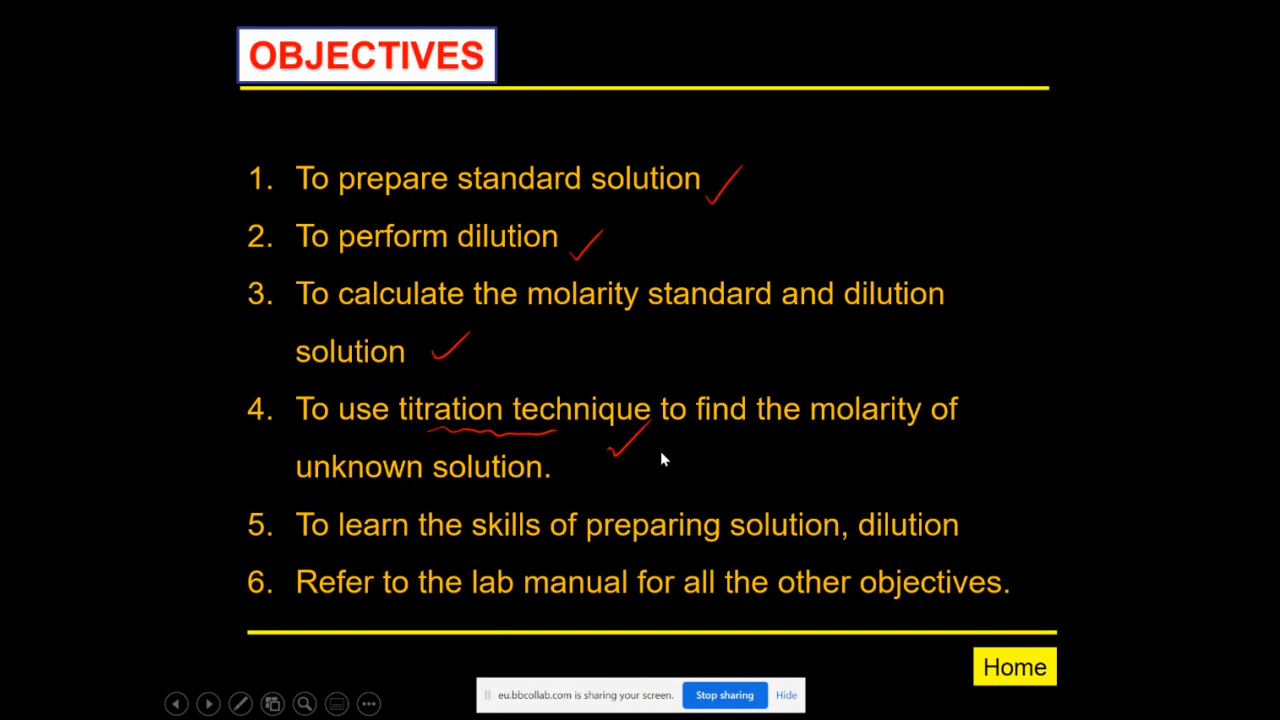 OBJECTIVES
1. To prepare standard solution
2. To perform dilution
3. To calculate the molarity standard and dilution
solution
4. To use titration technique to find the molarity of
unknown solution.
5. To learn the skills of preparing solution, dilution
6. Refer to the lab manual for all the other objectives.
Home
eu.bbcollab.com is sharing your screen. Stop sharing Hide